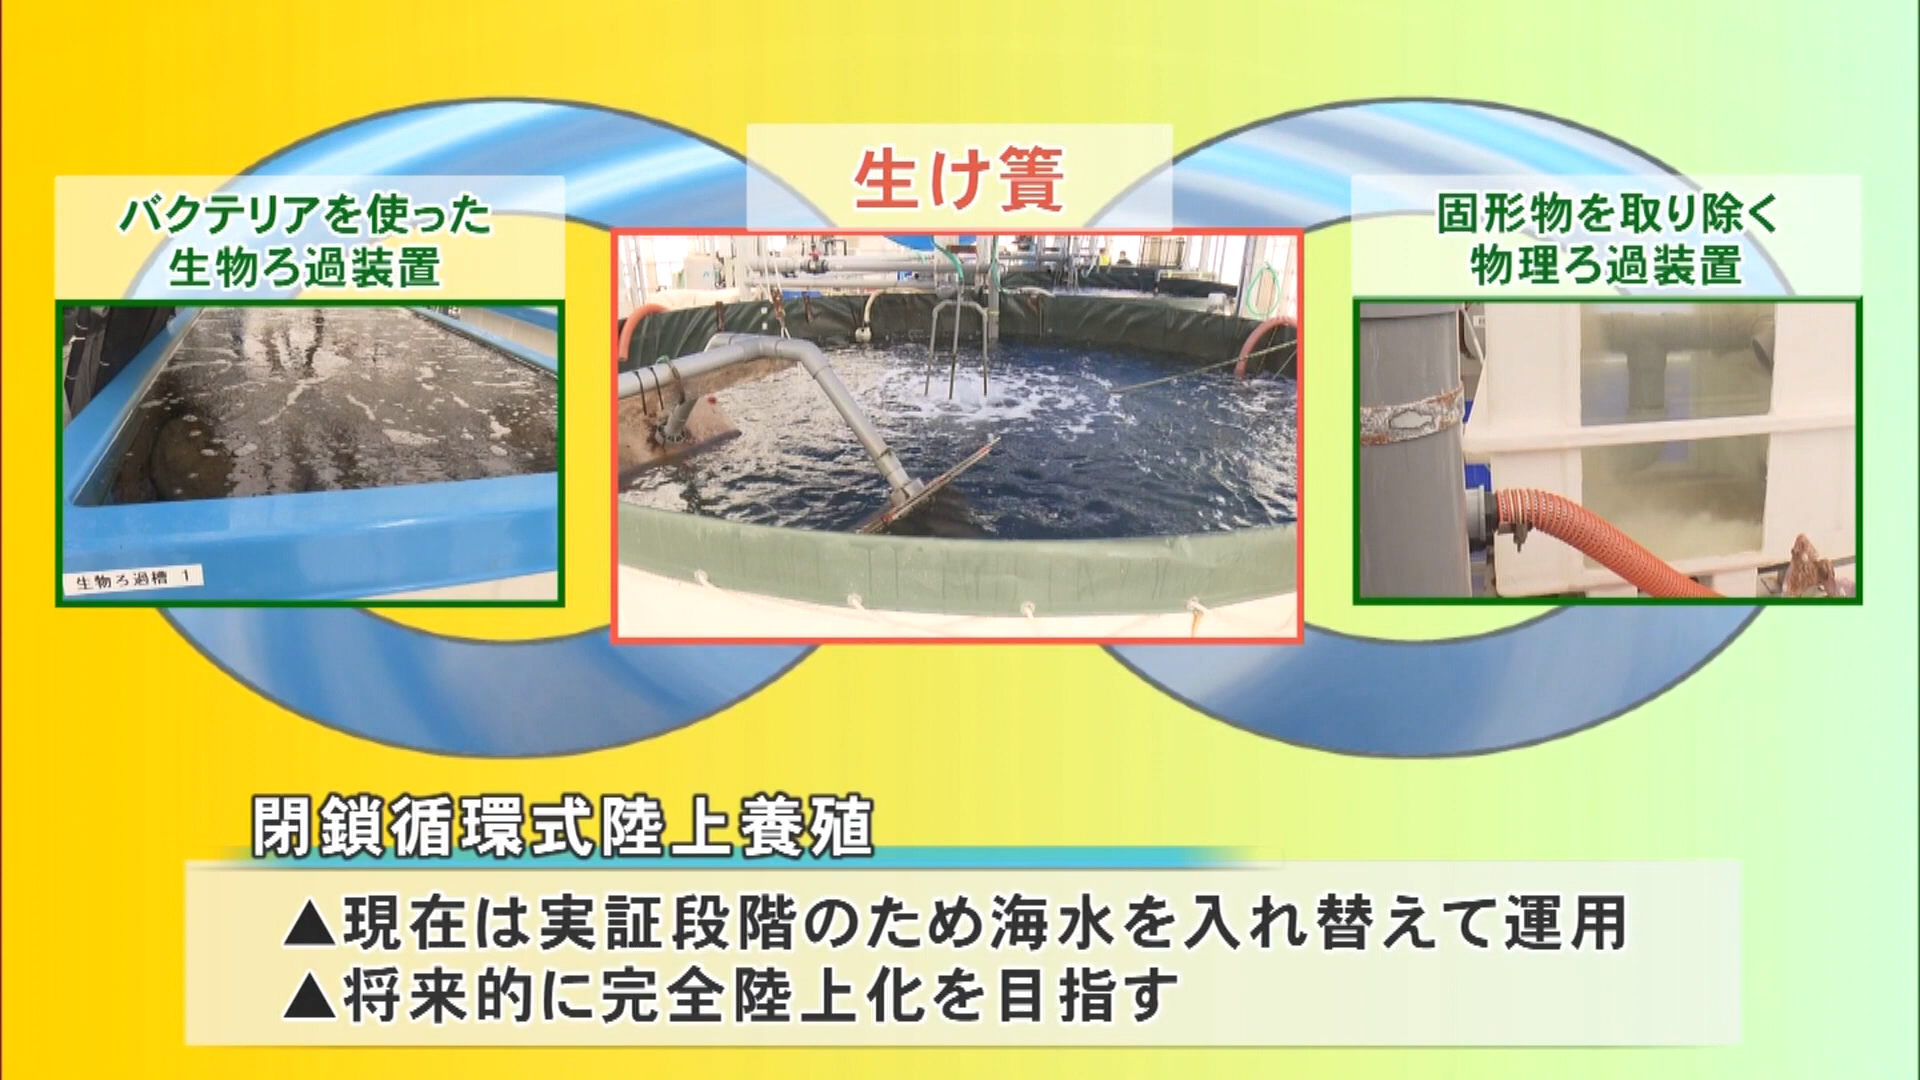 生け簀
バクテリアを使った
生物ろ過装置
固形物を取り除く
物理ろ過装置
生物ろ過槽 1
閉鎖循環式陸上養殖
▲現在は実証段階のため海水を入れ替えて運用
▲将来的に完全陸上化を目指す